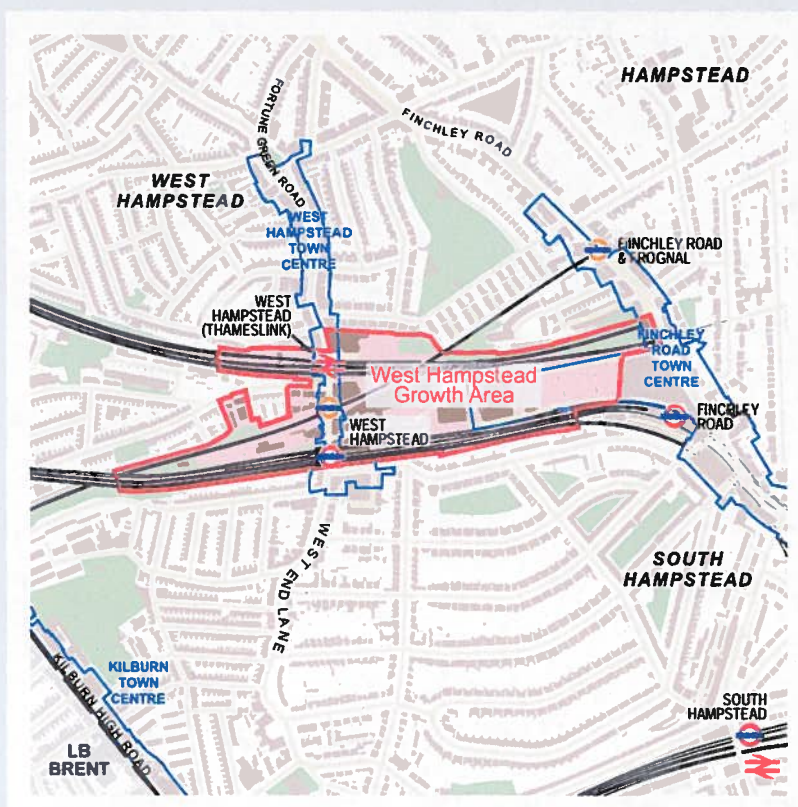 HAMPSTEAD
FORTUNE GREEN ROAD
FINCHLEY ROAD
WEST
HAMPSTEAD
WEST
HAMPSTEAD
TOWN
CENTRE
FINCHLEY ROAD
& FROGNAL
WEST
HAMPSTEAD
(THAMESLINK)
FINCHLEY
ROAD
TOWN
CENTRE
West Hampstead
Growth Area
FINCHLEY
ROAD
WEST
HAMPSTEAD
WEST END LANE
SOUTH
HAMPSTEAD
KILBURN
TOWN
CENTRE
KILBURN HIGH ROAD
SOUTH
HAMPSTEAD
LB
BRENT